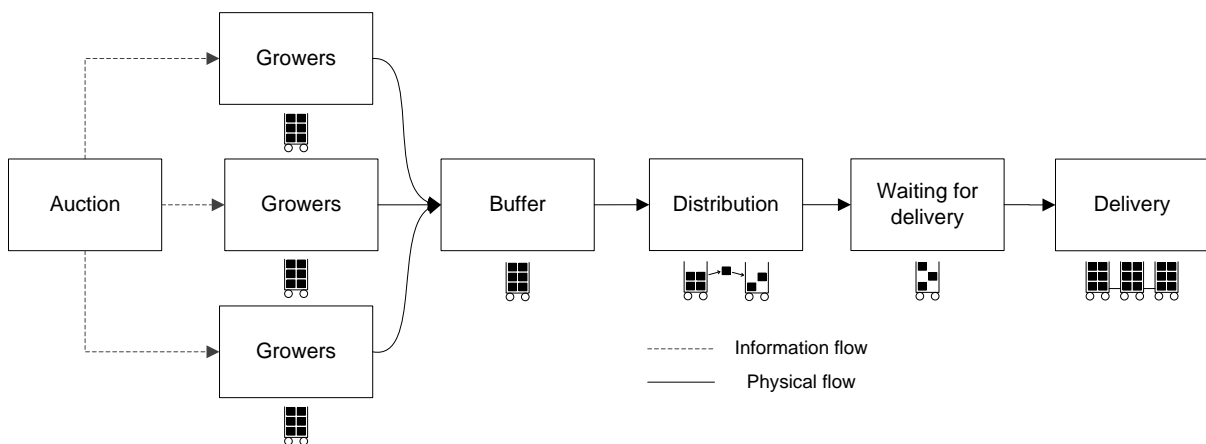 Growers
Auction
Growers
Buffer
Distribution
Waiting for
delivery
Delivery
Growers
Information flow
Physical flow